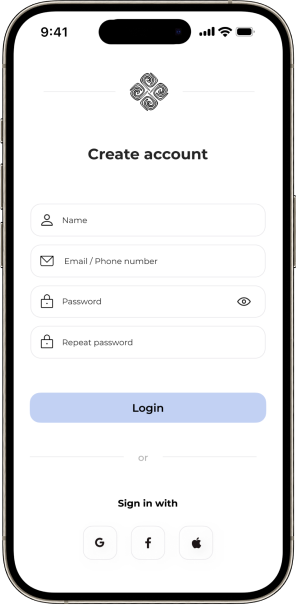 9:41
Create account
Name
Email / Phone number
Password
Repeat password
Login
or
Sign in with
G
f